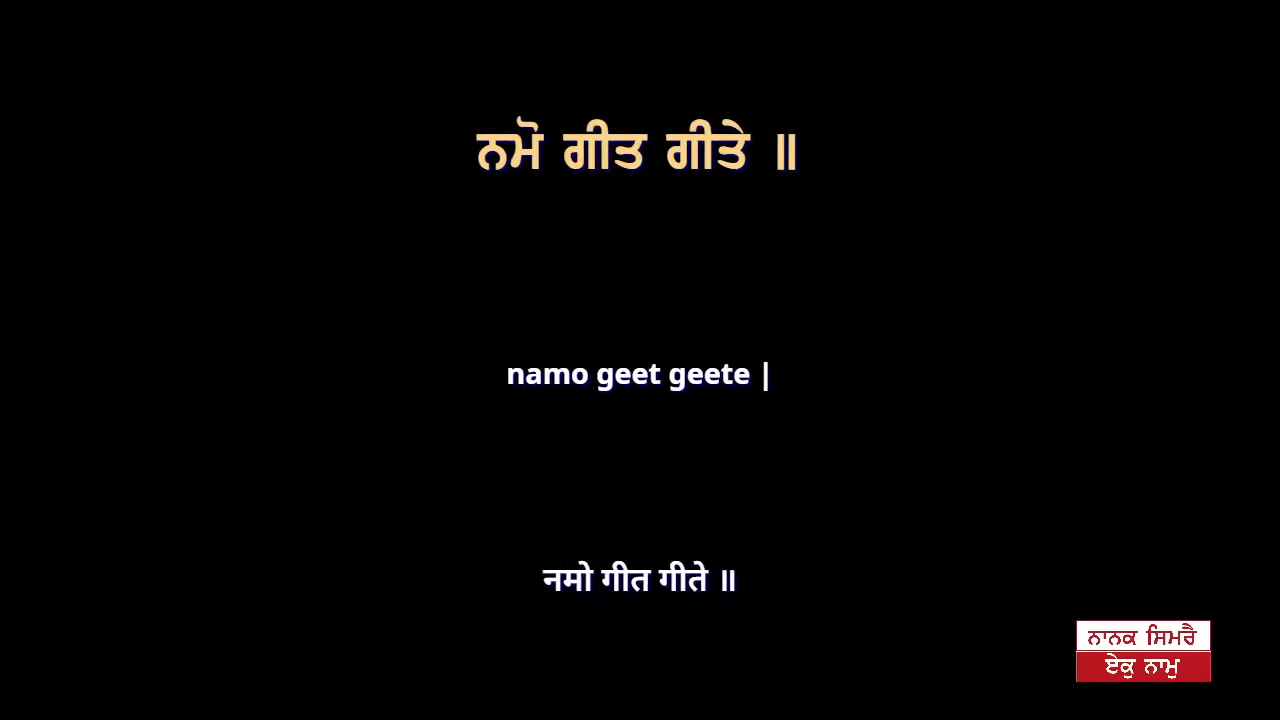 ਨਮੋ ਗੀਤ ਗੀਤੇ ॥
namo geet geete |
नमो गीत गीते ॥
ਨਾਨਕ ਸਿਮਰੈ
ਏਕੁ ਨਾਮੁ